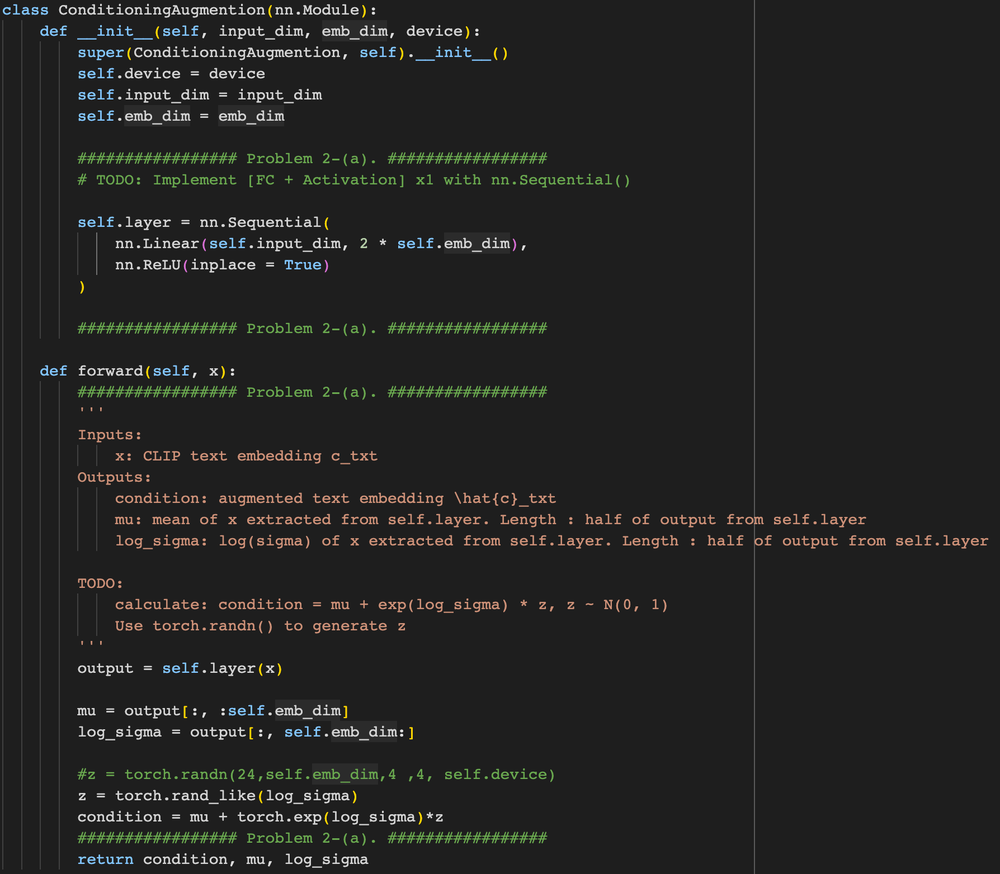 class ConditioningAugmention(nn.Module):
    def __init__(self, input_dim, emb_dim, device):
        super(ConditioningAugmention, self).__init__()
        self.device = device
        self.input_dim = input_dim
        self.emb_dim = emb_dim

        ################# Problem 2-(a). #################
        # TODO: Implement [FC + Activation] x1 with nn.Sequential()

        self.layer = nn.Sequential(
            nn.Linear(self.input_dim, 2 * self.emb_dim),
            nn.ReLU(inplace = True)
        )

        ################# Problem 2-(a). #################

    def forward(self, x):
        ################# Problem 2-(a). #################
        '''
        Inputs:
            x: CLIP text embedding c_txt
        Outputs:
            condition: augmented text embedding \hat{c}_txt
            mu: mean of x extracted from self.layer. Length : half of output from self.layer
            log_sigma: log(sigma) of x extracted from self.layer. Length : half of output from self.layer

        TODO:
            calculate: condition = mu + exp(log_sigma) * z, z ~ N(0, 1)
            Use torch.randn() to generate z
        '''
        output = self.layer(x)

        mu = output[:, :self.emb_dim]
        log_sigma = output[:, self.emb_dim:]

        #z = torch.randn(24,self.emb_dim,4 ,4, self.device)
        z = torch.rand_like(log_sigma)
        condition = mu + torch.exp(log_sigma)*z
        ################# Problem 2-(a). #################
        return condition, mu, log_sigma